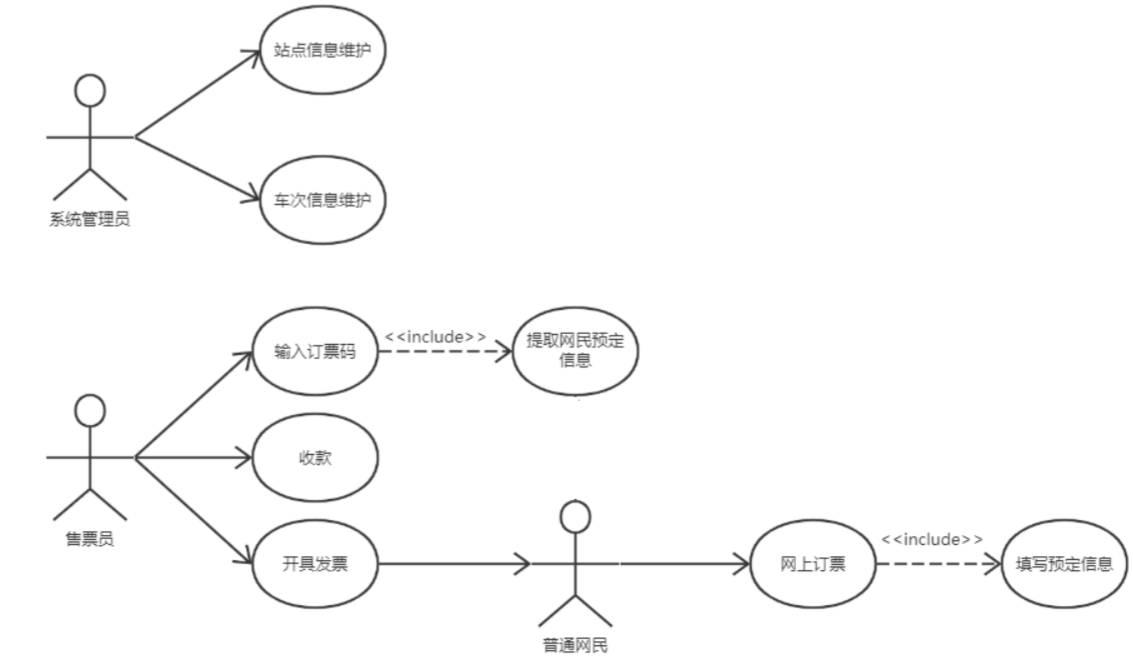 站点信息维护
车次信息维护
系统管理员
输入订票码
<<include>>
提取网民预定
信息
收款
售票员
开具发票
普通网民
网上订票
<<include>>
填写预定信息